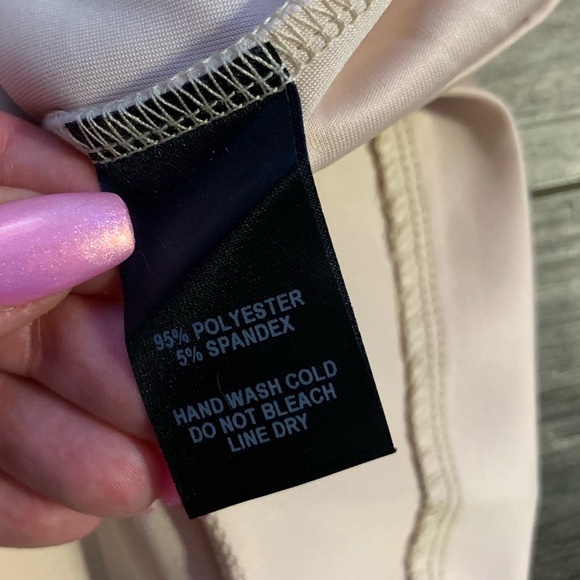 95% POLYESTER
5% SPANDEX
HAND WASH COLD
DO NOT BLEACH
LINE DRY